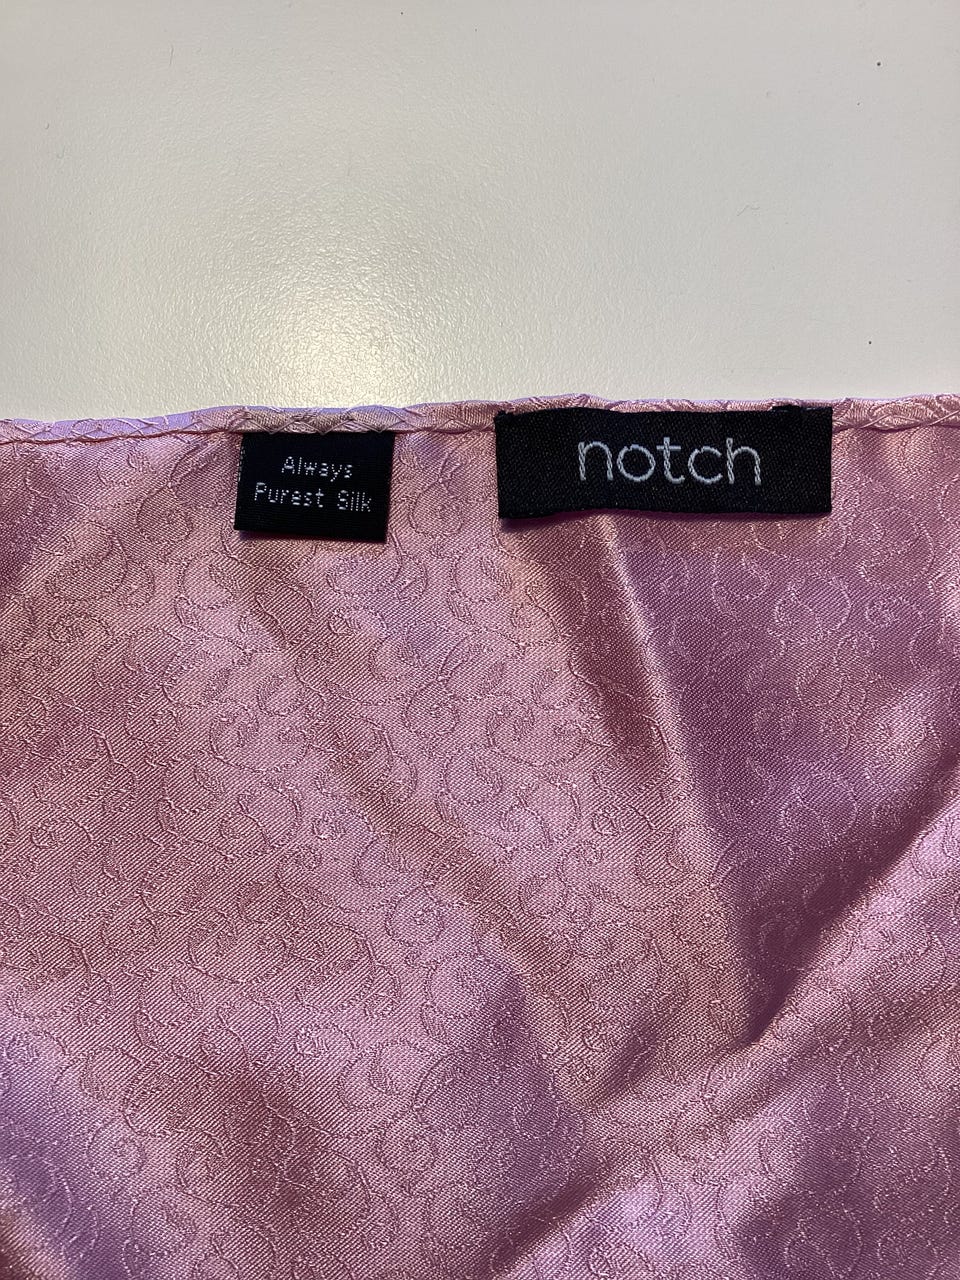 Always
Purest Silk
notch